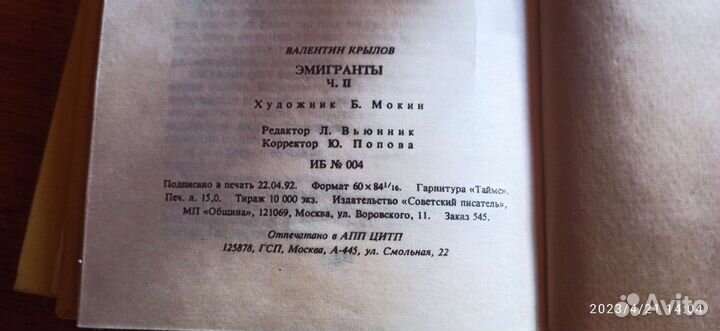 ВАЛЕНТИН КРЫЛОВ
ЭМИГРАНТЫ
Ч. II
Художник Б. Мокин
Редактор Л. Вьюнник
Корректор Ю. Попова
ИБ № 004
Подписано в печать 22.04.92. Формат 60×84 1/16. Гарнитура «Таймс».
Печ. л. 15,0. Тираж 10 000 экз. Издательство «Советский писатель»,
МП «Община», 121069, Москва, ул. Воровского, 11. Заказ 545.
Отпечатано в АПП ЦИТП
125878, ГСП, Москва, А-445, ул. Смольная, 22
2023/4/21 14:04
Avito